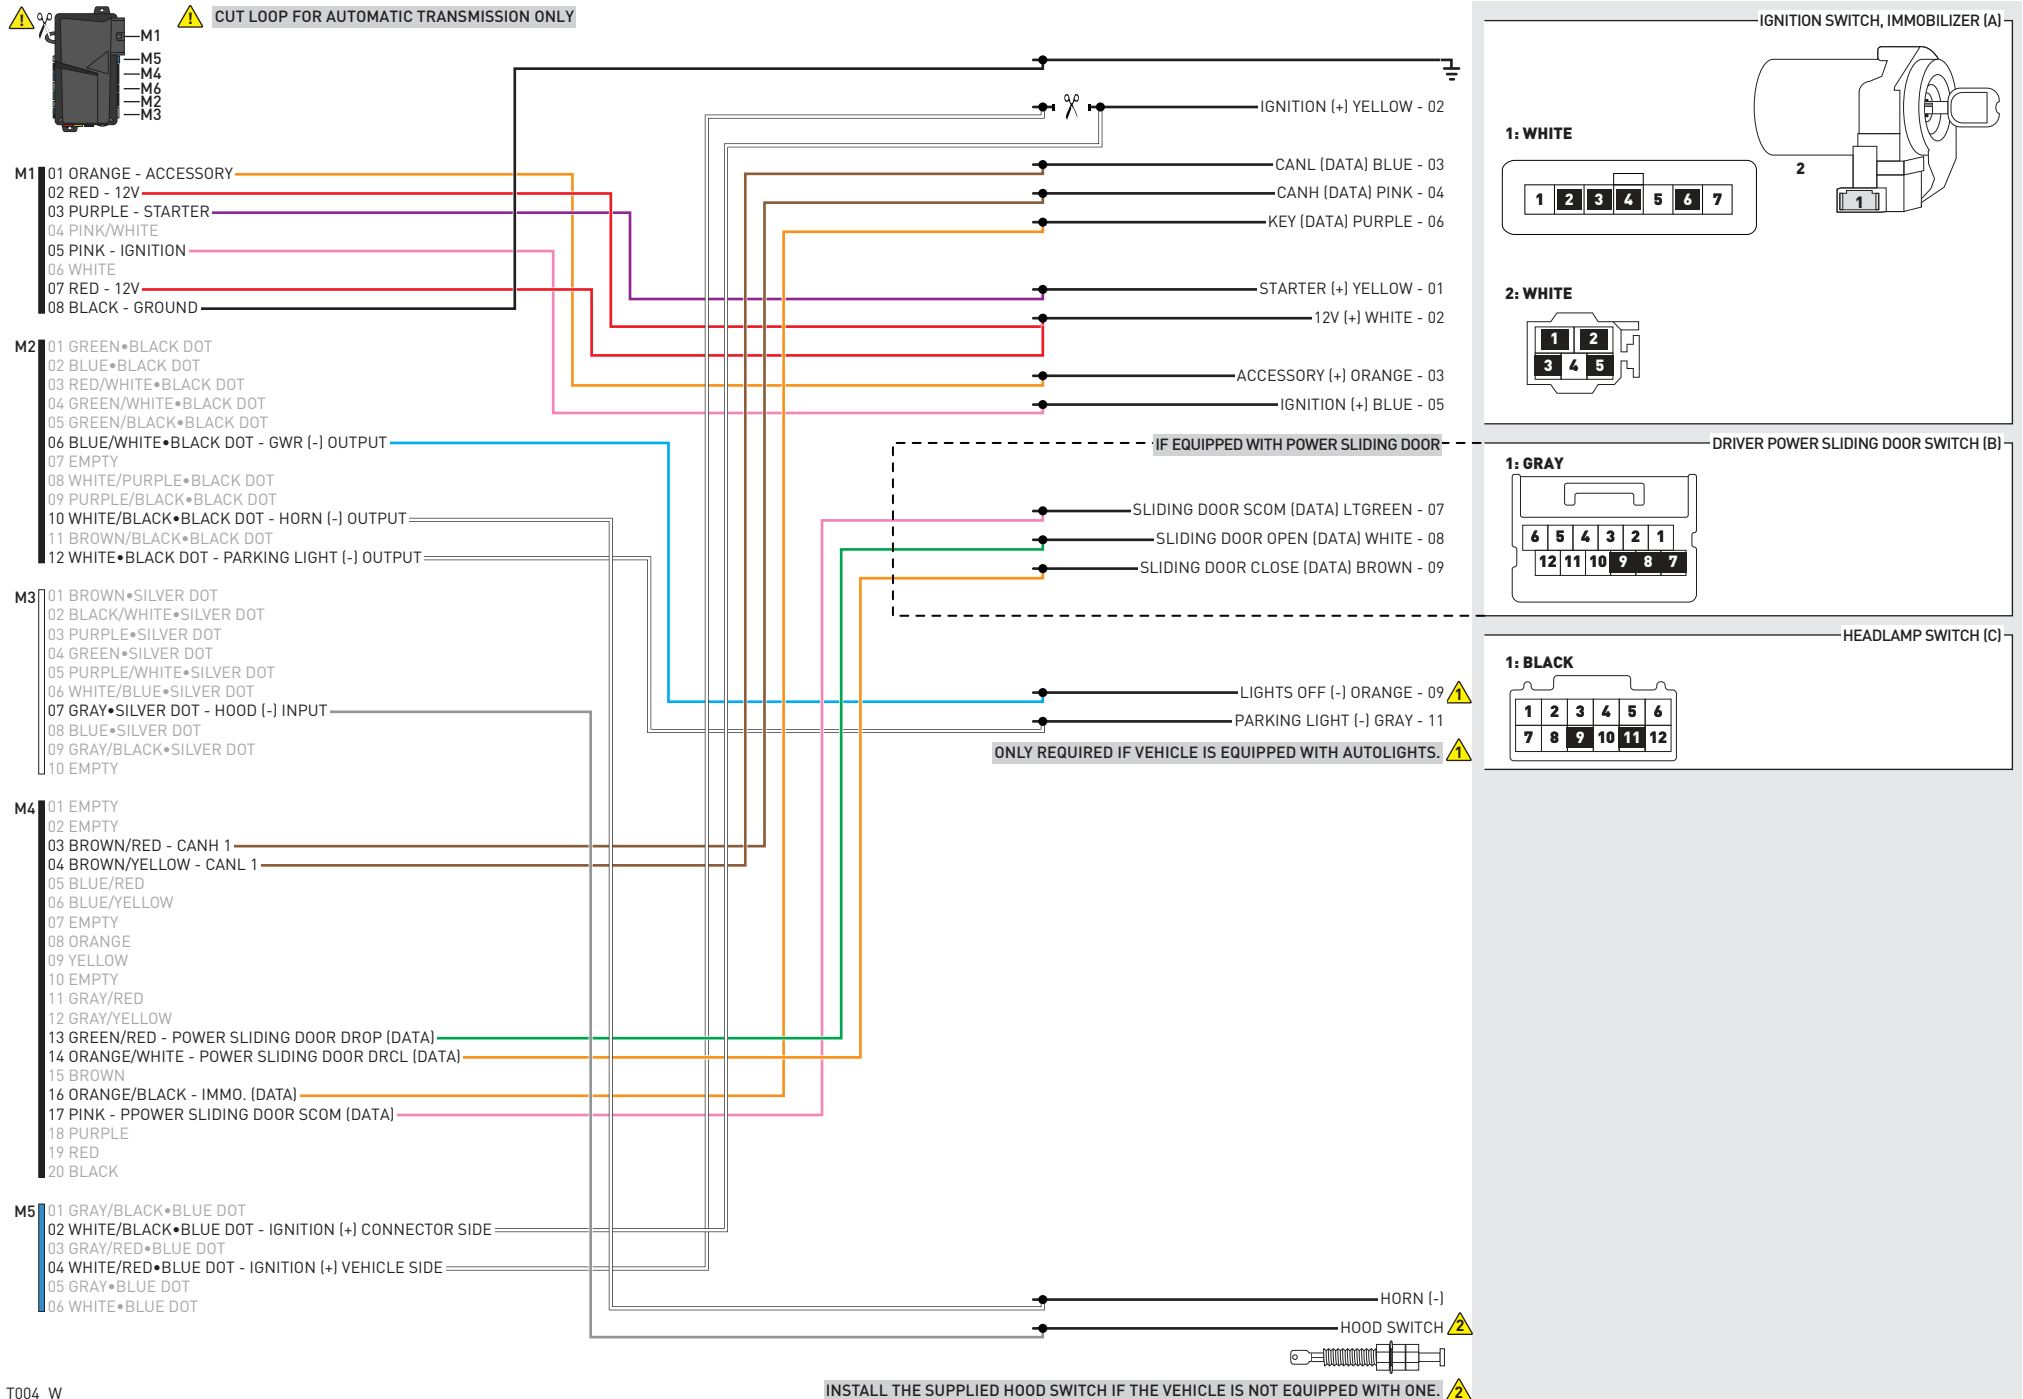 CUT LOOP FOR AUTOMATIC TRANSMISSION ONLY
M1
M5
M4
M6
M2
M3
M1
01 ORANGE - ACCESSORY
02 RED - 12V
03 PURPLE - STARTER
04 PINK/WHITE
05 PINK - IGNITION
06 WHITE
07 RED - 12V
08 BLACK - GROUND
M2
01 GREEN•BLACK DOT
02 BLUE•BLACK DOT
03 RED/WHITE•BLACK DOT
04 GREEN/WHITE•BLACK DOT
05 GREEN/BLACK•BLACK DOT
06 BLUE/WHITE•BLACK DOT - GWR (-) OUTPUT
07 EMPTY
08 WHITE/PURPLE•BLACK DOT
09 PURPLE/BLACK•BLACK DOT
10 WHITE/BLACK•BLACK DOT - HORN (-) OUTPUT
11 BROWN/BLACK•BLACK DOT
12 WHITE•BLACK DOT - PARKING LIGHT (-) OUTPUT
M3
01 BROWN•SILVER DOT
02 BLACK/WHITE•SILVER DOT
03 PURPLE•SILVER DOT
04 GREEN•SILVER DOT
05 PURPLE/WHITE•SILVER DOT
06 WHITE/BLUE•SILVER DOT
07 GRAY•SILVER DOT - HOOD (-) INPUT
08 BLUE•SILVER DOT
09 GRAY/BLACK•SILVER DOT
10 EMPTY
M4
01 EMPTY
02 EMPTY
03 BROWN/RED - CANH 1
04 BROWN/YELLOW - CANL 1
05 BLUE/RED
06 BLUE/YELLOW
07 EMPTY
08 ORANGE
09 YELLOW
10 EMPTY
11 GRAY/RED
12 GRAY/YELLOW
13 GREEN/RED - POWER SLIDING DOOR DROP (DATA)
14 ORANGE/WHITE - POWER SLIDING DOOR DRCL (DATA)
15 BROWN
16 ORANGE/BLACK - IMMO. (DATA)
17 PINK - PPOWER SLIDING DOOR SCOM (DATA)
18 PURPLE
19 RED
20 BLACK
M5
01 GRAY/BLACK•BLUE DOT
02 WHITE/BLACK•BLUE DOT - IGNITION (+) CONNECTOR SIDE
03 GRAY/RED•BLUE DOT
04 WHITE/RED•BLUE DOT - IGNITION (+) VEHICLE SIDE
05 GRAY•BLUE DOT
06 WHITE•BLUE DOT
T004_W
IGNITION (+) YELLOW - 02
CANL (DATA) BLUE - 03
CANH (DATA) PINK - 04
KEY (DATA) PURPLE - 06
STARTER (+) YELLOW - 01
12V (+) WHITE - 02
ACCESSORY (+) ORANGE - 03
IGNITION (+) BLUE - 05
IF EQUIPPED WITH POWER SLIDING DOOR
SLIDING DOOR SCOM (DATA) LTGREEN - 07
SLIDING DOOR OPEN (DATA) WHITE - 08
SLIDING DOOR CLOSE (DATA) BROWN - 09
LIGHTS OFF (-) ORANGE - 09 1
PARKING LIGHT (-) GRAY - 11
ONLY REQUIRED IF VEHICLE IS EQUIPPED WITH AUTOLIGHTS. 1
HORN (-)
HOOD SWITCH 2
INSTALL THE SUPPLIED HOOD SWITCH IF THE VEHICLE IS NOT EQUIPPED WITH ONE. 2
IGNITION SWITCH, IMMOBILIZER (A)
1: WHITE
1 2 3 4 5 6 7
2
1
2: WHITE
1 2
3 4 5
DRIVER POWER SLIDING DOOR SWITCH (B)
1: GRAY
6 5 4 3 2 1
12 11 10 9 8 7
HEADLAMP SWITCH (C)
1: BLACK
1 2 3 4 5 6
7 8 9 10 11 12